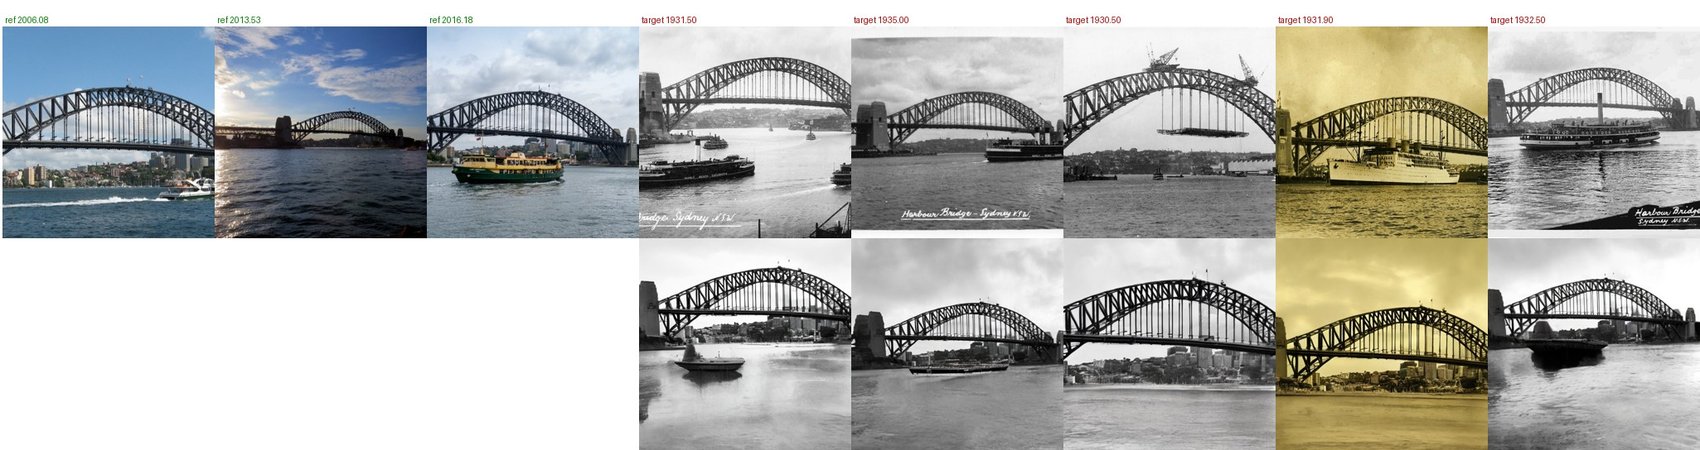 ref 2006.08
ref 2013.53
ref 2016.18
target 1931.50
target 1935.00
target 1930.50
target 1931.90
target 1932.50
Bridge, Sydney N.S.W.
Harbour Bridge - Sydney N.S.W.
Harbour Bridge
Sydney N.S.W.